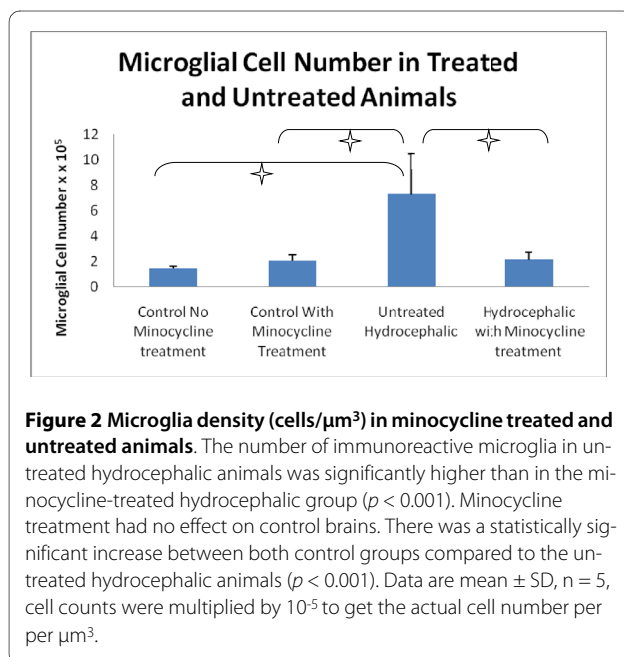 Microglial Cell Number in Treated
and Untreated Animals
Microglial Cell number x x 10⁵
12
10
8
6
4
2
0
Control No
Minocycline
treatment
Control With
Minocycline
Treatment
Untreated
Hydrocephalic
Hydrocephalic
with Minocycline
treatment
Figure 2 Microglia density (cells/μm³) in minocycline treated and
untreated animals. The number of immunoreactive microglia in un-
treated hydrocephalic animals was significantly higher than in the mi-
nocycline-treated hydrocephalic group (p < 0.001). Minocycline
treatment had no effect on control brains. There was a statistically sig-
nificant increase between both control groups compared to the un-
treated hydrocephalic animals (p < 0.001). Data are mean ± SD, n = 5,
cell counts were multiplied by 10⁻⁵ to get the actual cell number per
per μm³.